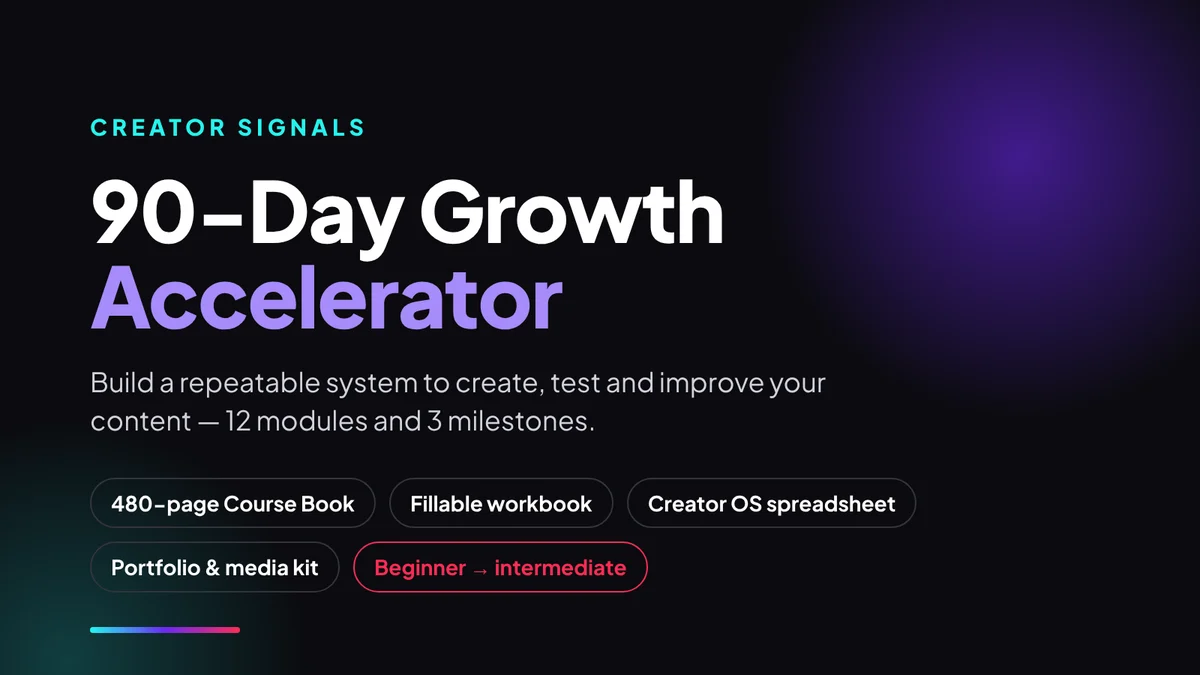 CREATOR SIGNALS
90-Day Growth
Accelerator
Build a repeatable system to create, test and improve your
content — 12 modules and 3 milestones.
480-page Course Book
Fillable workbook
Creator OS spreadsheet
Portfolio & media kit
Beginner → intermediate